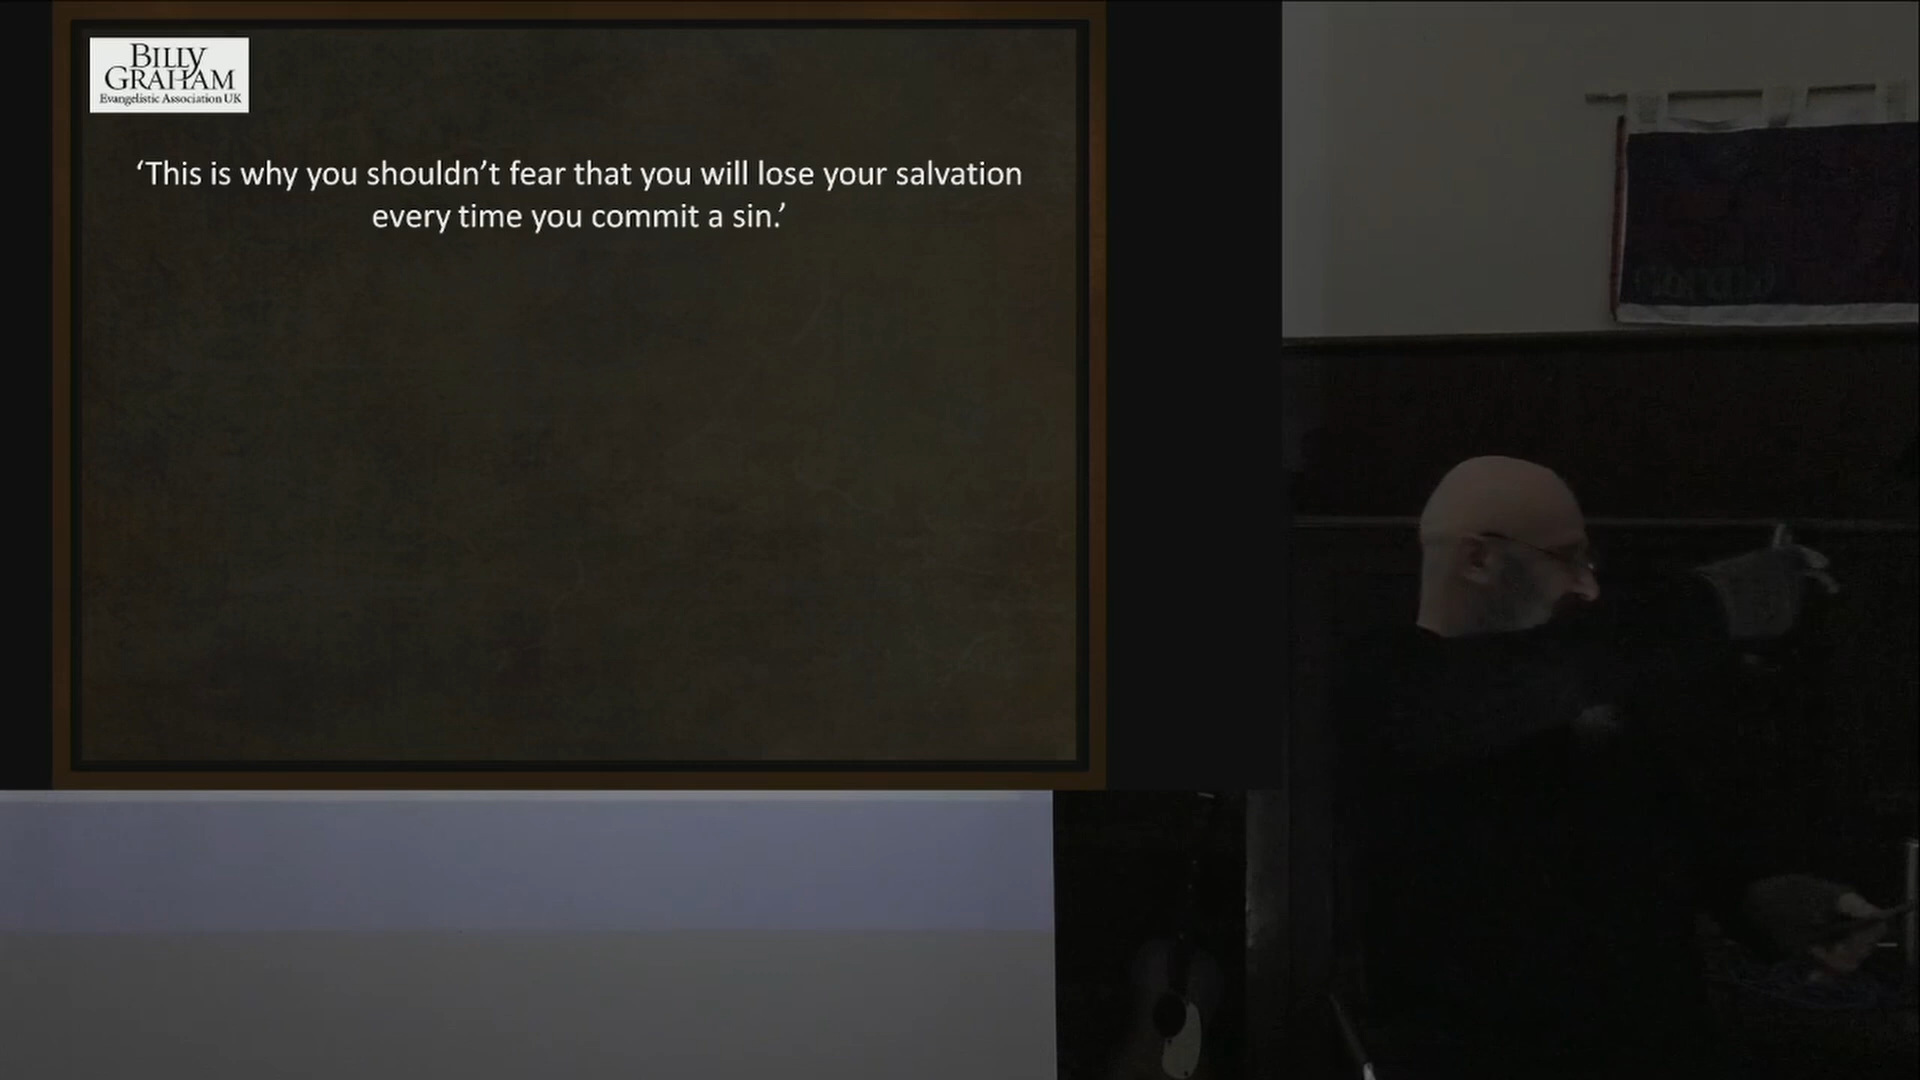 BILLY
GRAHAM
Evangelistic Association UK
‘This is why you shouldn’t fear that you will lose your salvation
every time you commit a sin.’